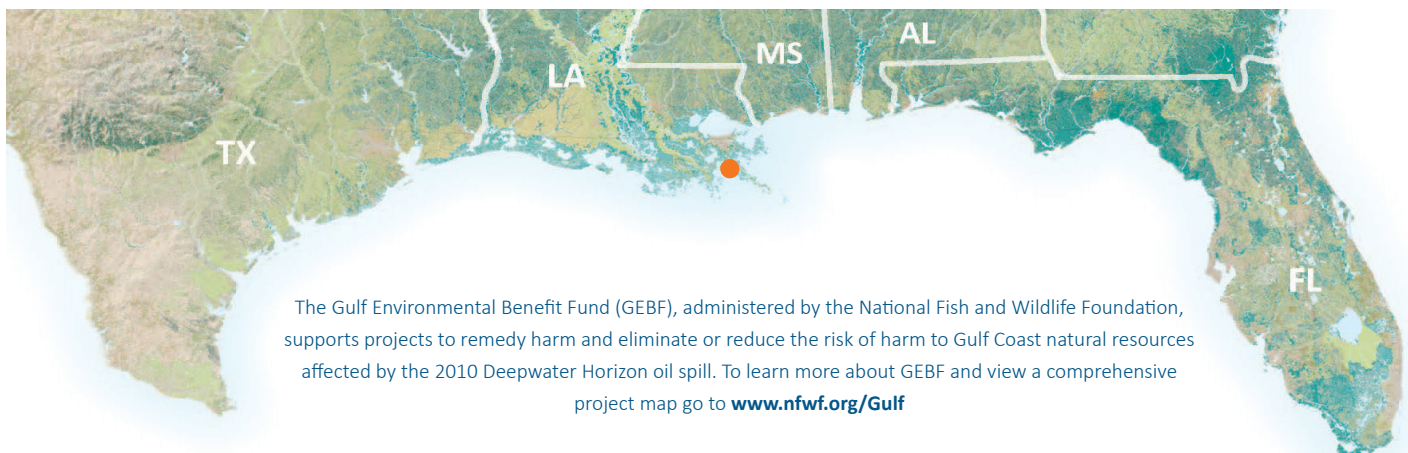 AL
MS
LA
TX
FL
The Gulf Environmental Benefit Fund (GEBF), administered by the National Fish and Wildlife Foundation,
supports projects to remedy harm and eliminate or reduce the risk of harm to Gulf Coast natural resources
affected by the 2010 Deepwater Horizon oil spill. To learn more about GEBF and view a comprehensive
project map go to www.nfwf.org/Gulf